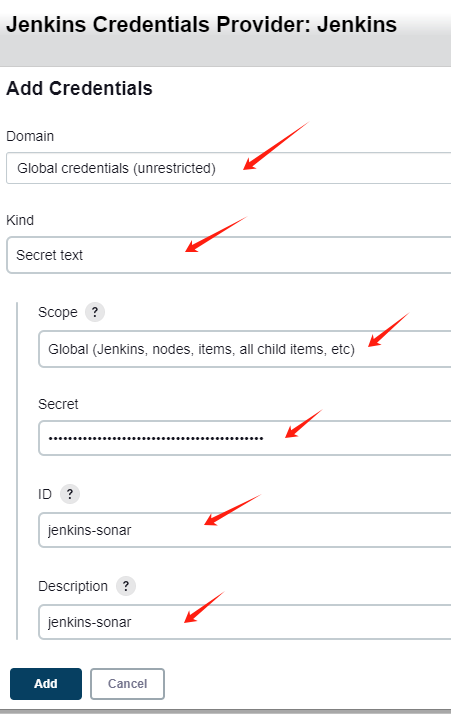 Jenkins Credentials Provider: Jenkins
Add Credentials
Domain
Global credentials (unrestricted)
Kind
Secret text
Scope ?
Global (Jenkins, nodes, items, all child items, etc)
Secret
••••••••••••••••••••••••••••••••••••••••••••
ID ?
jenkins-sonar
Description ?
jenkins-sonar
Add Cancel